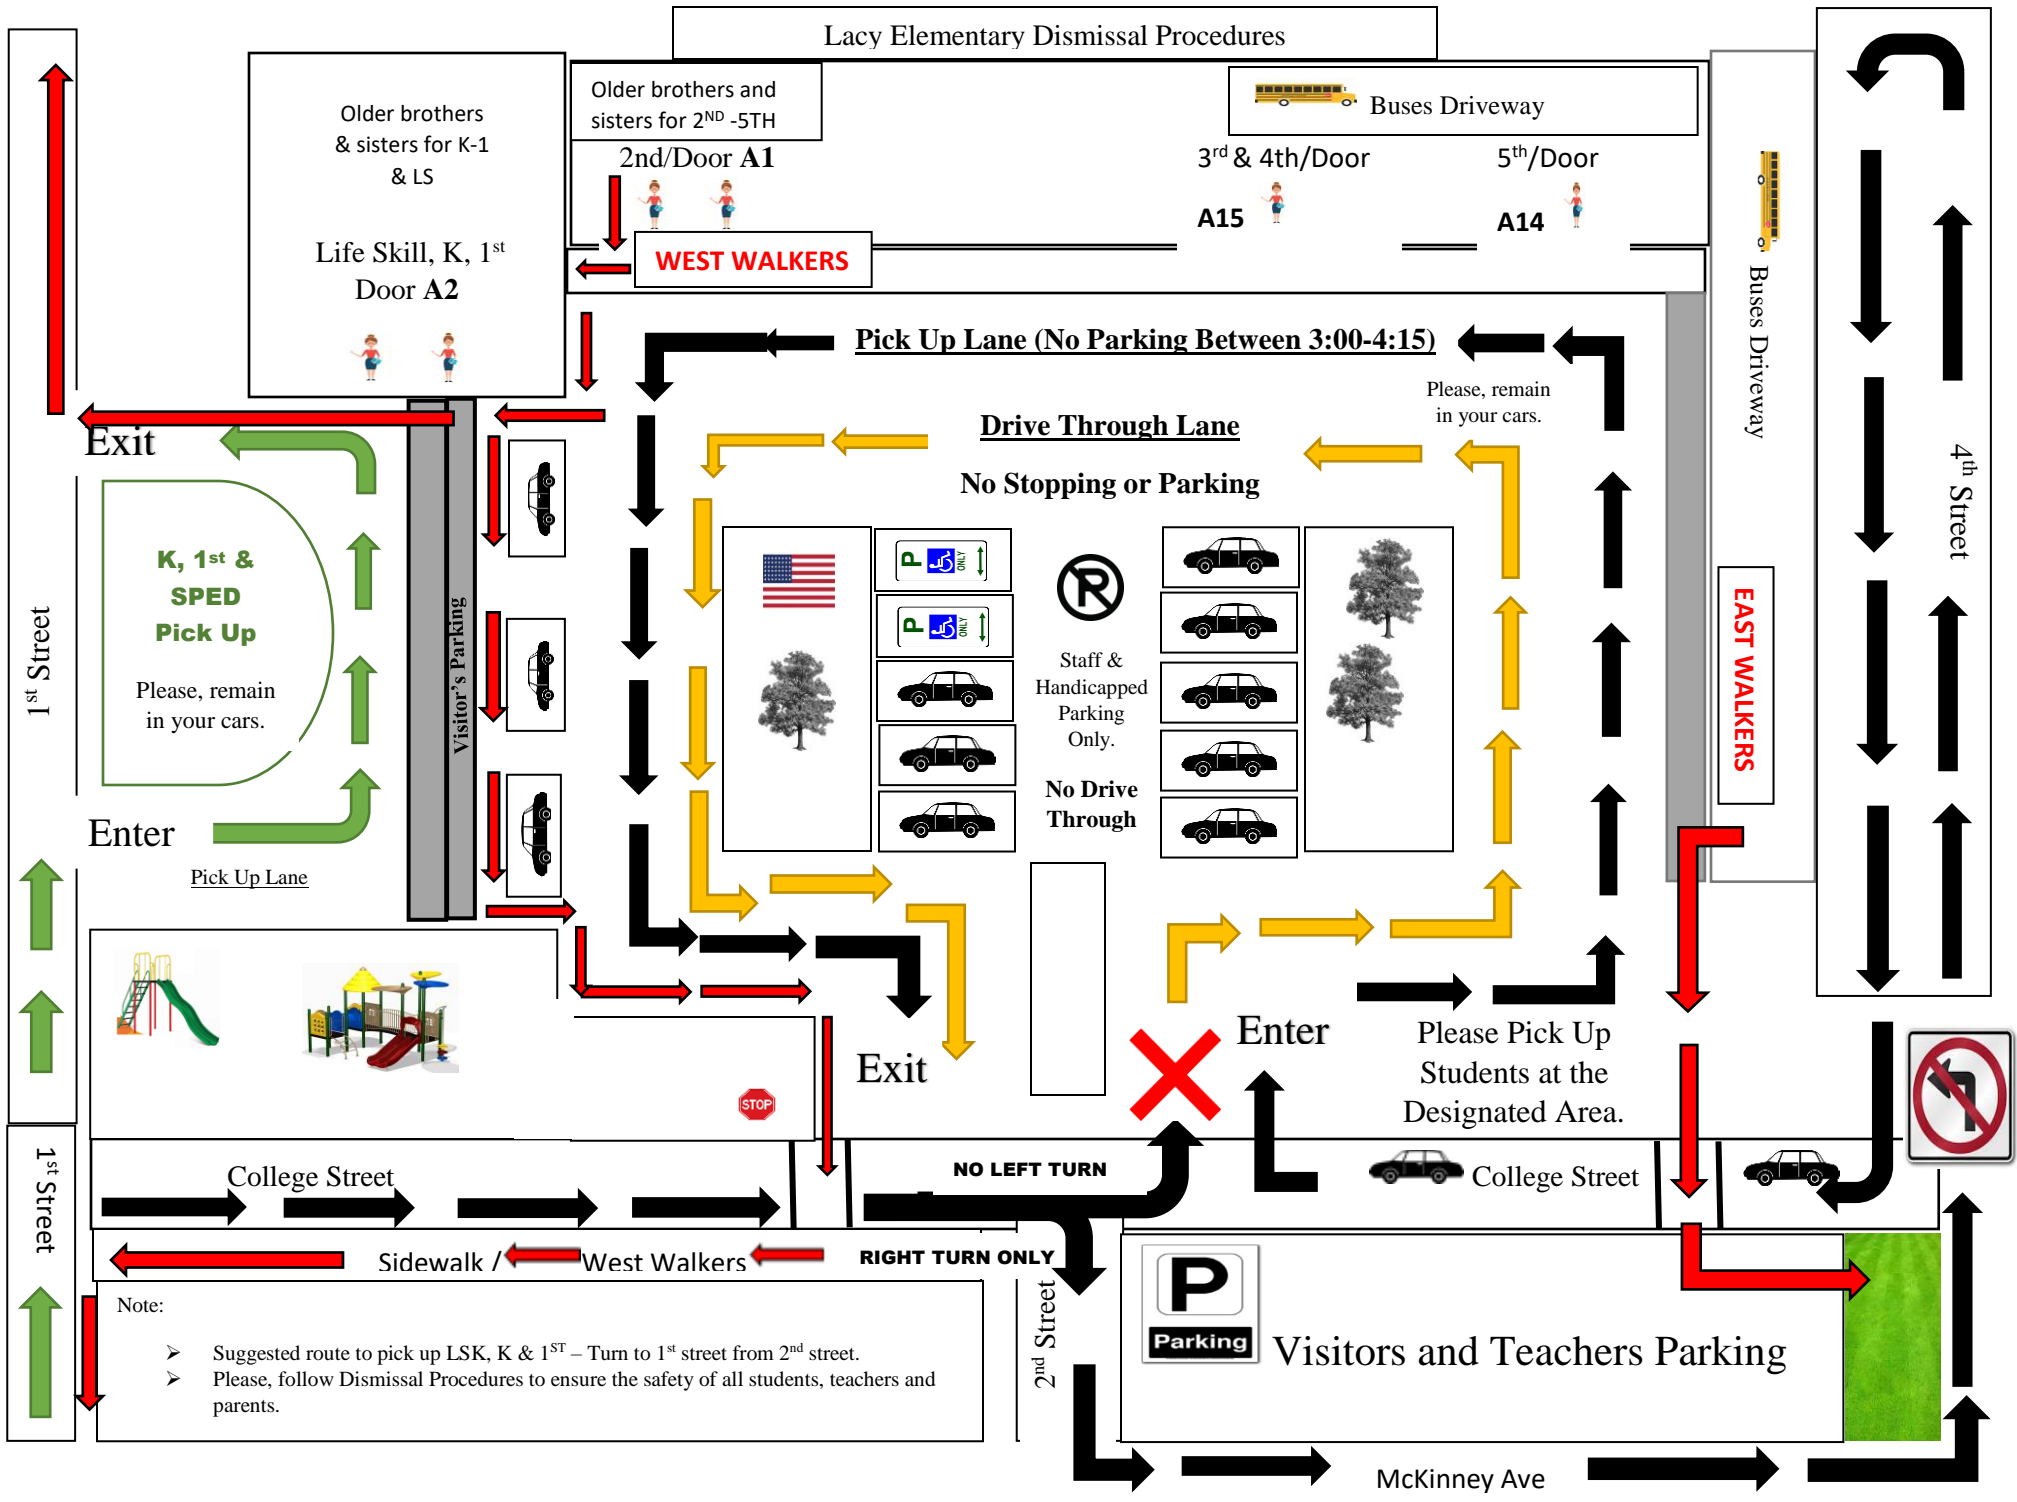 Lacy Elementary Dismissal Procedures
Older brothers
& sisters for K-1
& LS
Life Skill, K, 1st
Door A2
Older brothers and
sisters for 2ND -5TH
2nd/Door A1
WEST WALKERS
Buses Driveway
3rd & 4th/Door
A15
5th/Door
A14
Buses Driveway
4th Street
EAST WALKERS
Pick Up Lane (No Parking Between 3:00-4:15)
Please, remain
in your cars.
Drive Through Lane
No Stopping or Parking
Exit
K, 1st &
SPED
Pick Up
Please, remain
in your cars.
1st Street
Enter
Pick Up Lane
Visitor's Parking
P
ONLY
P
ONLY
R
Staff &
Handicapped
Parking
Only.
No Drive
Through
Exit
Enter
Please Pick Up
Students at the
Designated Area.
STOP
1st Street
College Street
NO LEFT TURN
College Street
Sidewalk /
West Walkers
RIGHT TURN ONLY
2nd Street
P
Parking
Visitors and Teachers Parking
Note:
➢ Suggested route to pick up LSK, K & 1ST – Turn to 1st street from 2nd street.
➢ Please, follow Dismissal Procedures to ensure the safety of all students, teachers and
parents.
McKinney Ave